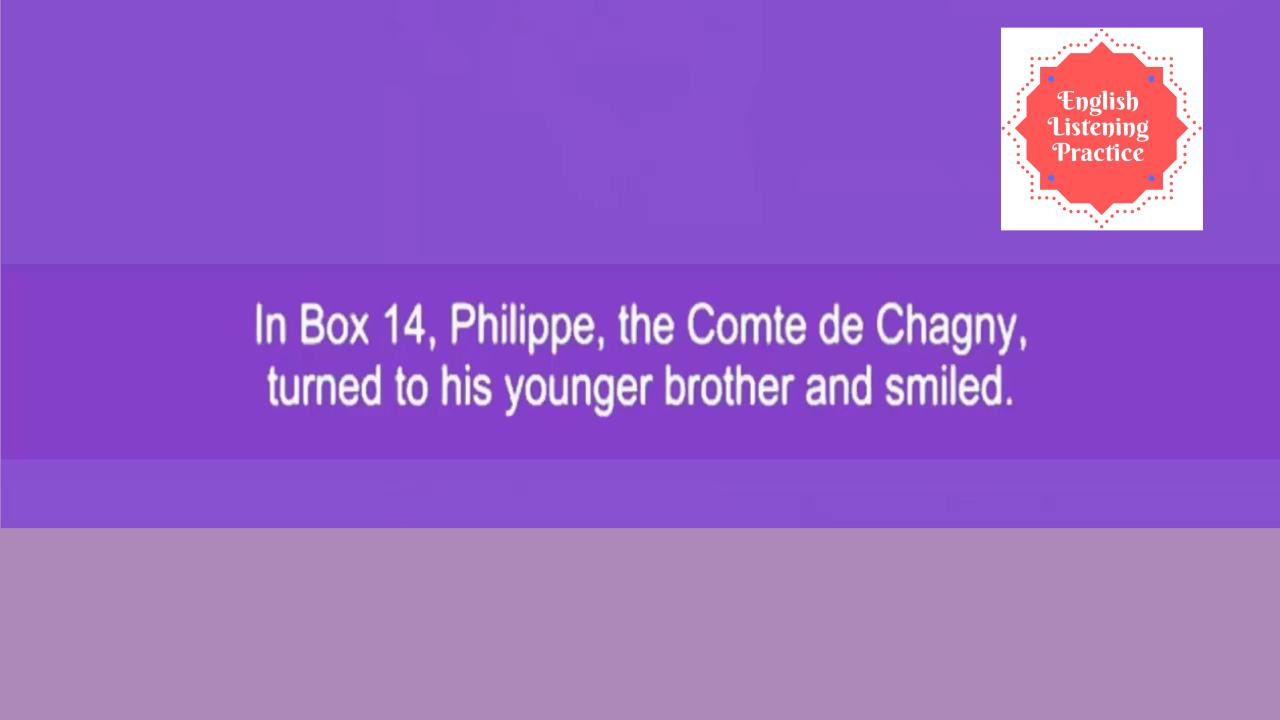 English
Listening
Practice
In Box 14, Philippe, the Comte de Chagny,
turned to his younger brother and smiled.